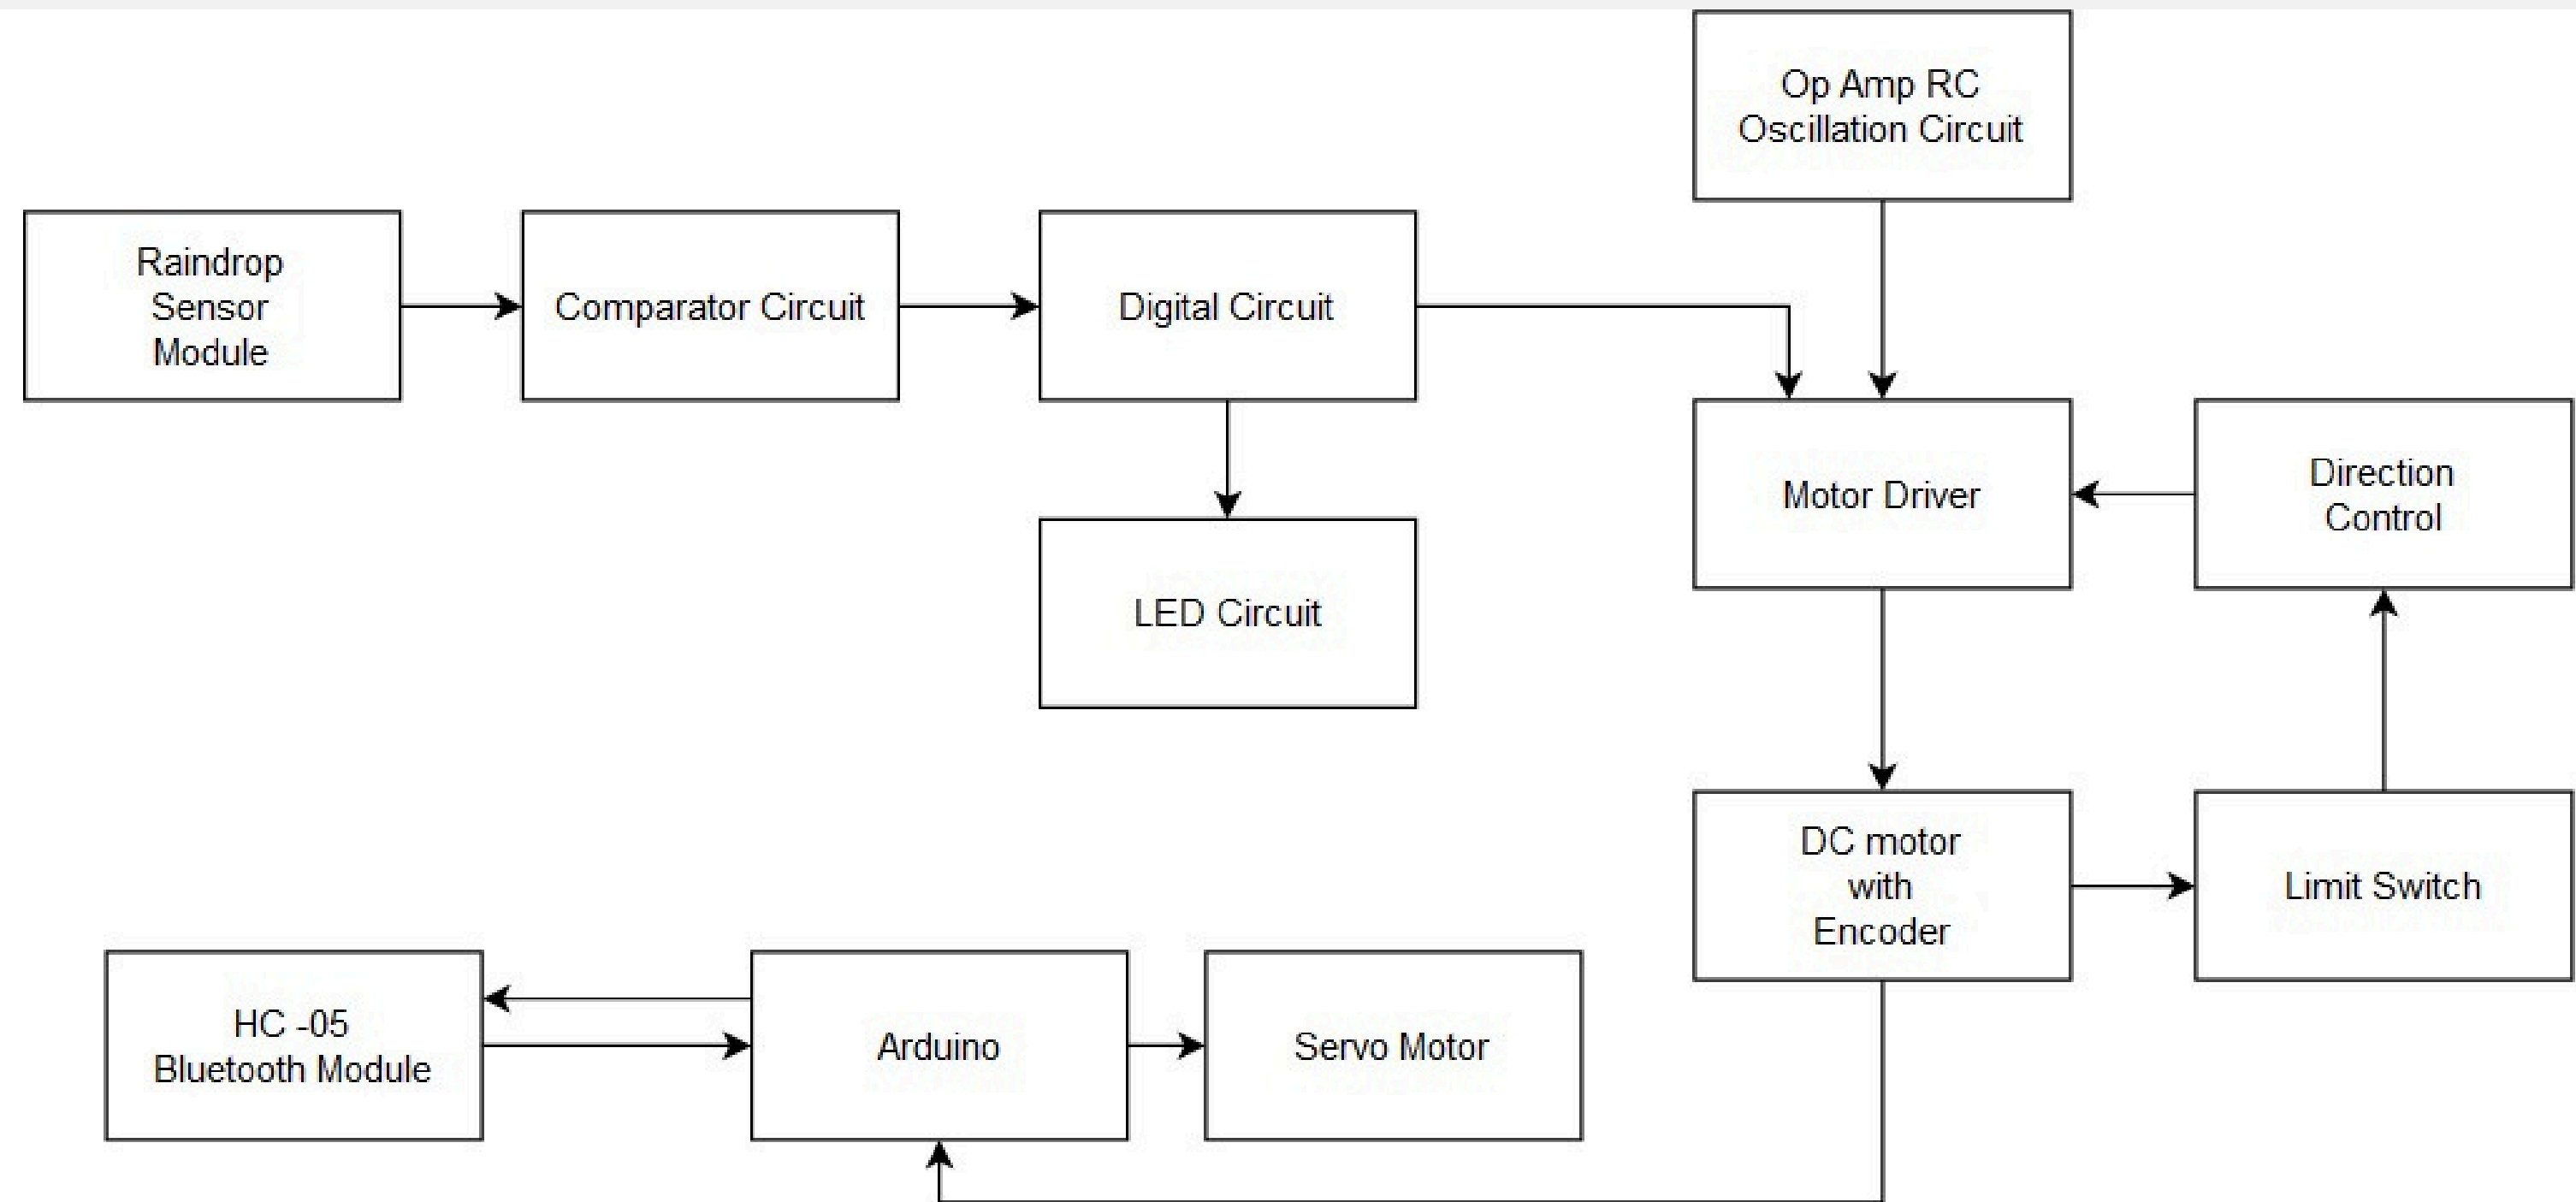 Op Amp RC
Oscillation Circuit
Raindrop
Sensor
Module
Comparator Circuit
Digital Circuit
Motor Driver
Direction
Control
LED Circuit
DC motor
with
Encoder
Limit Switch
HC -05
Bluetooth Module
Arduino
Servo Motor